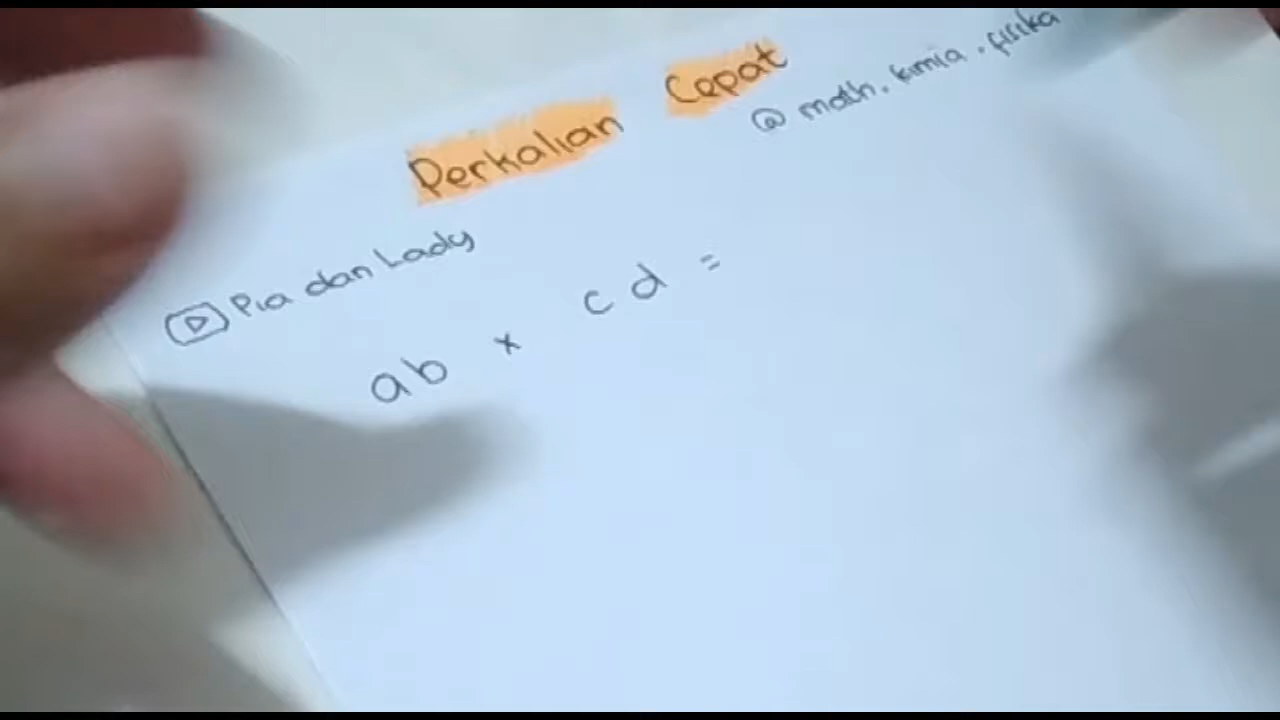 Perkalian Cepat
@ math, kimia, fisika
Pia dan Lady
ab × cd =